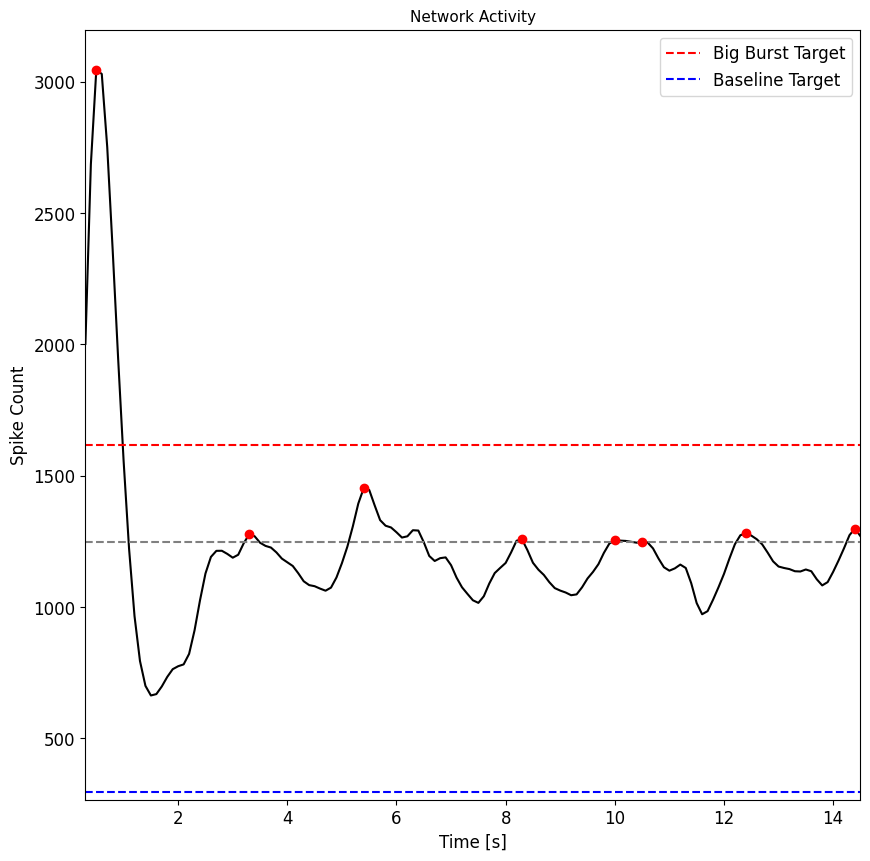 Network Activity
Big Burst Target
Baseline Target
Spike Count
3000
2500
2000
1500
1000
500
2 4 6 8 10 12 14
Time [s]